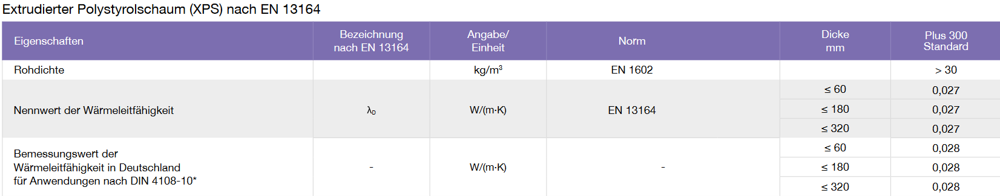 Extrudierter Polystyrolschaum (XPS) nach EN 13164
Eigenschaften
Bezeichnung
nach EN 13164
Angabe/
Einheit
Norm
Dicke
mm
Plus 300
Standard
Rohdichte
kg/m³
EN 1602
> 30
Nennwert der Wärmeleitfähigkeit
λD
W/(m·K)
EN 13164
≤ 60
0,027
≤ 180
0,027
≤ 320
0,027
Bemessungswert der
Wärmeleitfähigkeit in Deutschland
für Anwendungen nach DIN 4108-10*
-
W/(m·K)
-
≤ 60
0,028
≤ 180
0,028
≤ 320
0,028